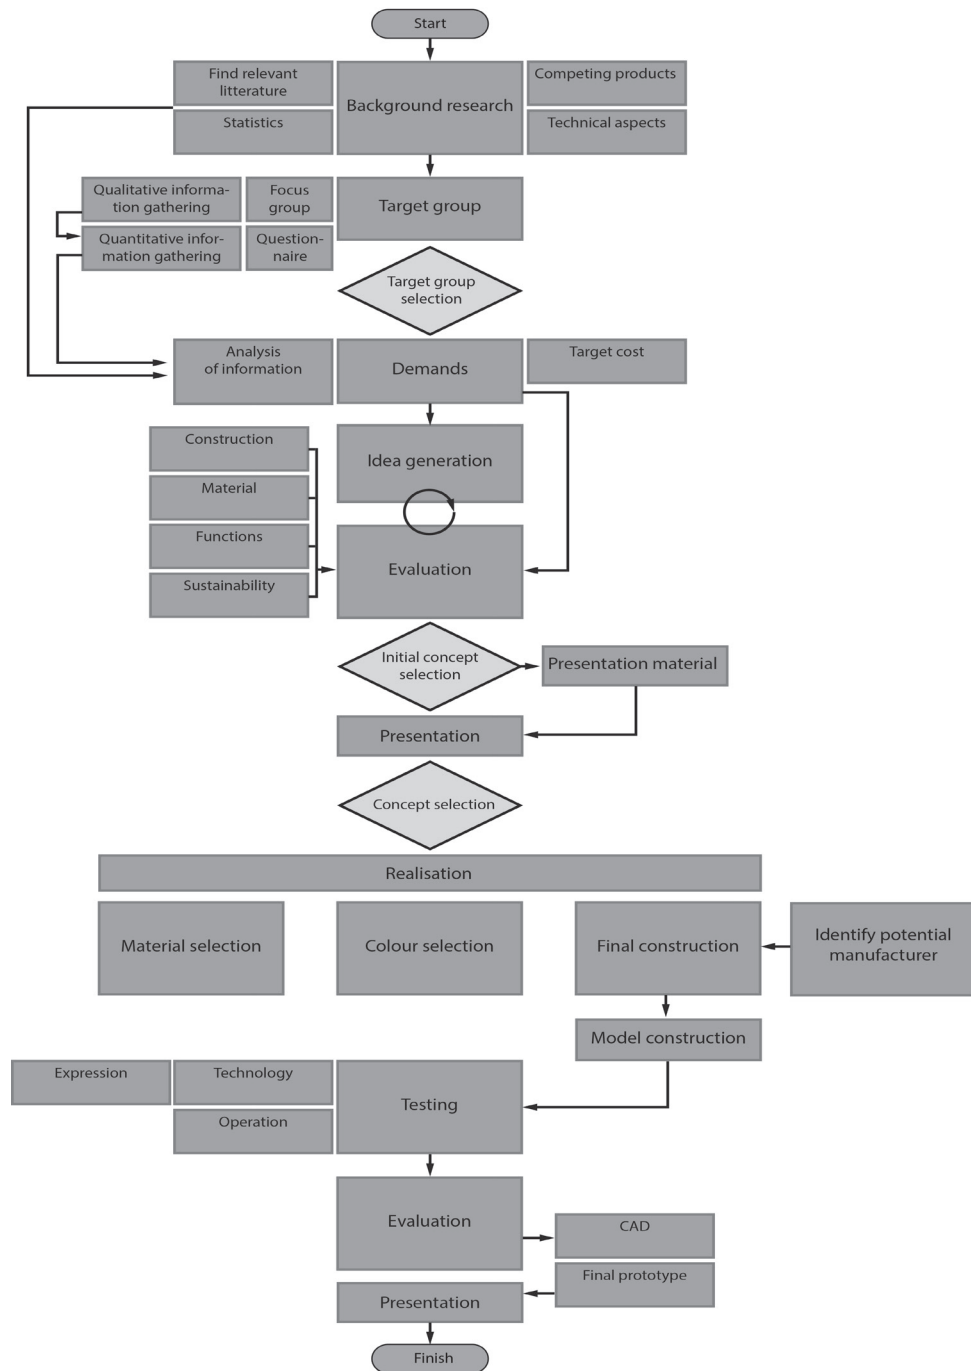 Start
Find relevant
litterature
Background research
Competing products
Statistics
Technical aspects
Qualitative informa-
tion gathering
Focus
group
Target group
Quantitative infor-
mation gathering
Question-
naire
Target group
selection
Analysis
of information
Demands
Target cost
Construction
Idea generation
Material
Functions
Evaluation
Sustainability
Initial concept
selection
Presentation material
Presentation
Concept selection
Realisation
Material selection
Colour selection
Final construction
Identify potential
manufacturer
Model construction
Expression
Technology
Testing
Operation
Evaluation
CAD
Final prototype
Presentation
Finish